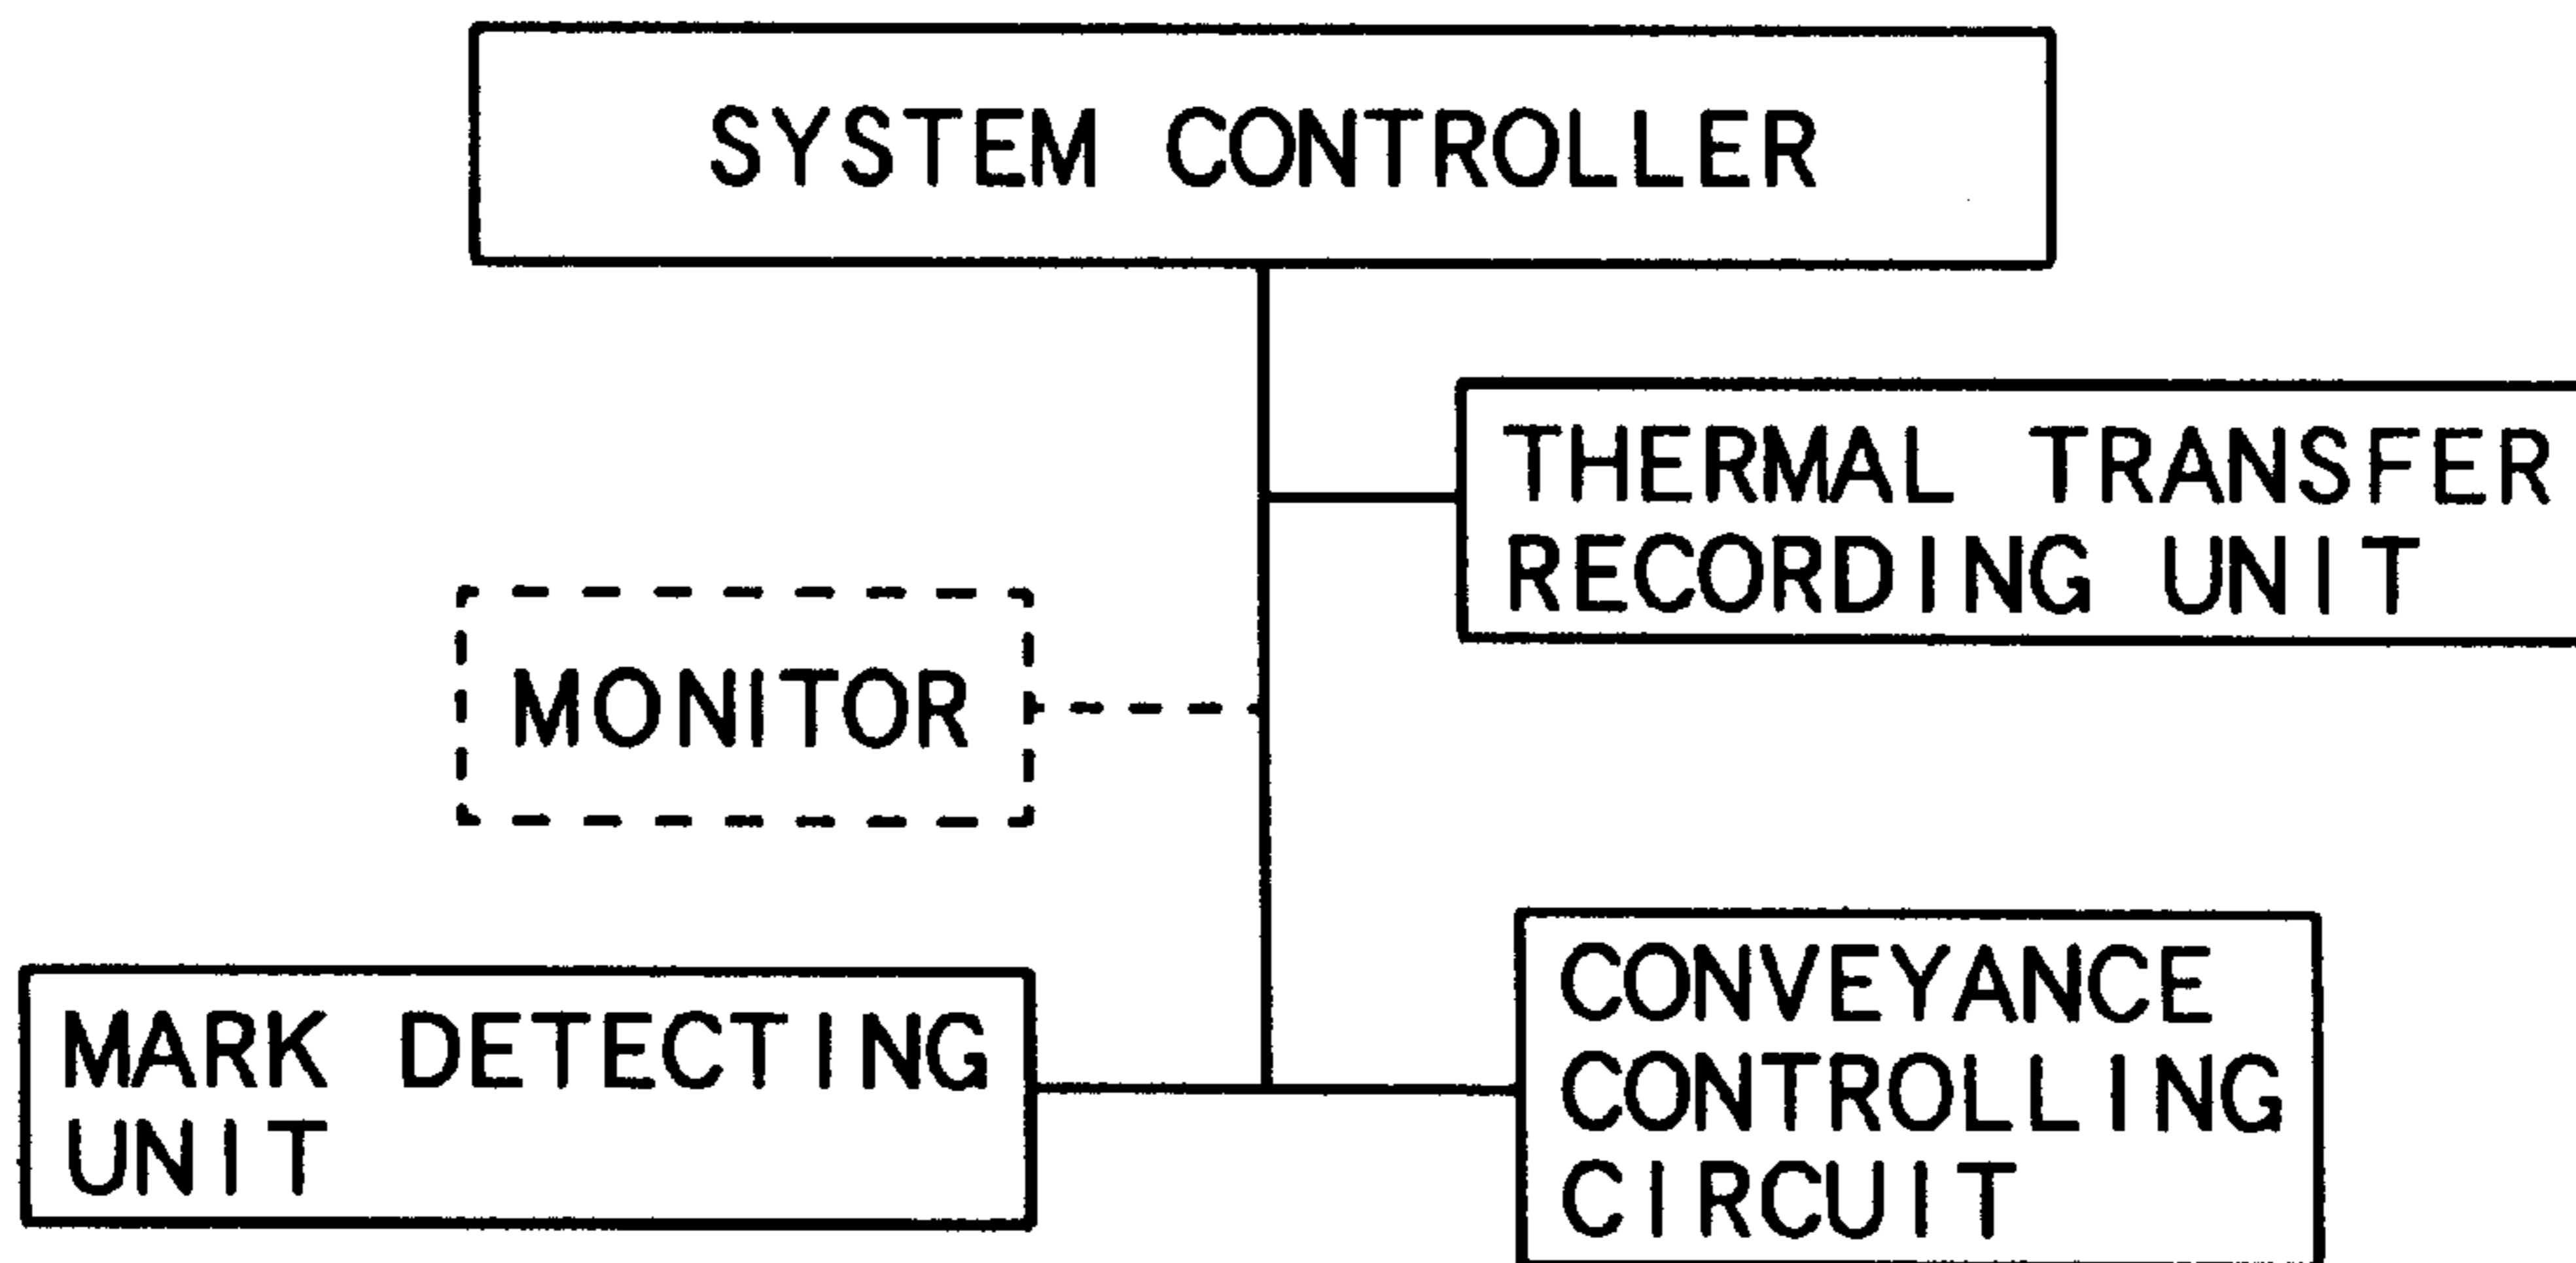 SYSTEM CONTROLLER
THERMAL TRANSFER
RECORDING UNIT
MONITOR
MARK DETECTING
UNIT
CONVEYANCE
CONTROLLING
CIRCUIT